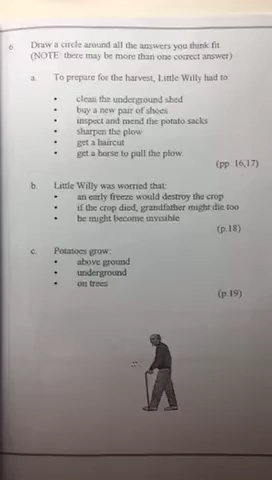 6. Draw a circle around all the answers you think fit
(NOTE: there may be more than one correct answer)
a. To prepare for the harvest, Little Willy had to
• clean the underground shed
• buy a new pair of shoes
• inspect and mend the potato sacks
• sharpen the plow
• get a haircut
• get a horse to pull the plow
(pp. 16,17)
b. Little Willy was worried that:
• an early freeze would destroy the crop
• if the crop died, grandfather might die too
• he might become invisible
(p.18)
c. Potatoes grow:
• above ground
• underground
• on trees
(p.19)